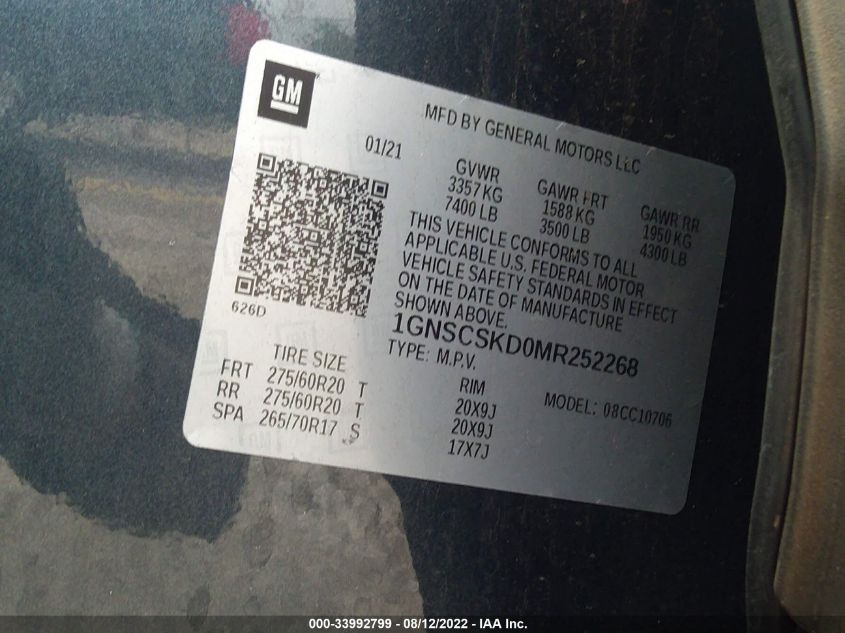 GM
MFD BY GENERAL MOTORS LLC
01/21
GVWR
3357 KG
7400 LB
GAWR FRT
1588 KG
3500 LB
GAWR RR
1950 KG
4300 LB
THIS VEHICLE CONFORMS TO ALL
APPLICABLE U.S. FEDERAL MOTOR
VEHICLE SAFETY STANDARDS IN EFFECT
ON THE DATE OF MANUFACTURE
SHOWN ABOVE.
626D
1GNSCSKD0MR252268
TYPE: M.P.V.
MODEL: 08CC10706
TIRE SIZE
RIM
FRT 275/60R20 T 20X9J
RR 275/60R20 T 20X9J
SPA 265/70R17 S 17X7J
000-33992799 - 08/12/2022 - IAA Inc.